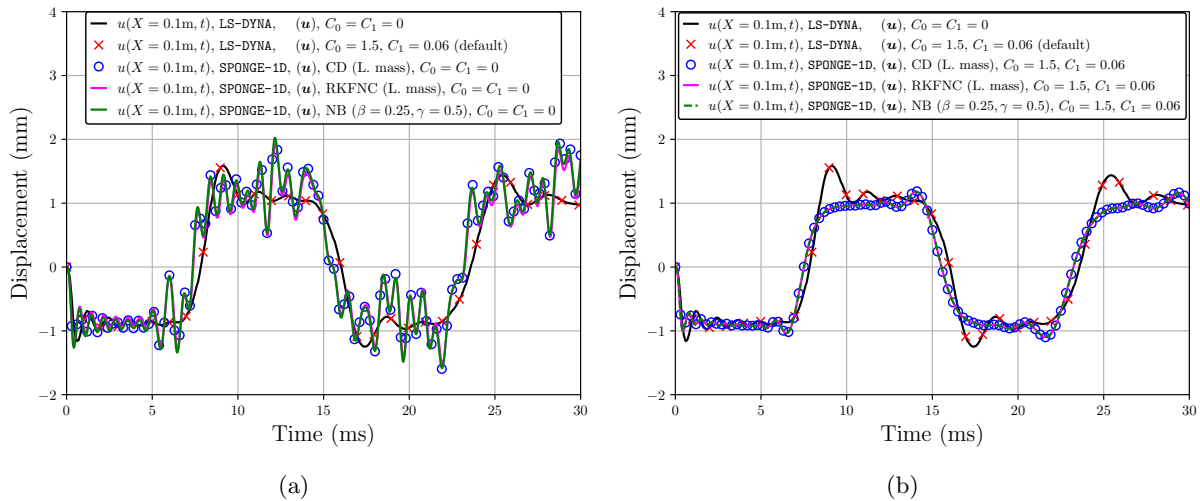 u(X = 0.1m, t), LS-DYNA, (u), C₀ = C₁ = 0
u(X = 0.1m, t), LS-DYNA, (u), C₀ = 1.5, C₁ = 0.06 (default)
u(X = 0.1m, t), SPONGE-1D, (u), CD (L. mass), C₀ = C₁ = 0
u(X = 0.1m, t), SPONGE-1D, (u), RKFNC (L. mass), C₀ = C₁ = 0
u(X = 0.1m, t), SPONGE-1D, (u), NB (β = 0.25, γ = 0.5), C₀ = C₁ = 0
4
3
2
1
0
−1
−2
Displacement (mm)
0 5 10 15 20 25 30
Time (ms)
(a)
u(X = 0.1m, t), LS-DYNA, (u), C₀ = C₁ = 0
u(X = 0.1m, t), LS-DYNA, (u), C₀ = 1.5, C₁ = 0.06 (default)
u(X = 0.1m, t), SPONGE-1D, (u), CD (L. mass), C₀ = 1.5, C₁ = 0.06
u(X = 0.1m, t), SPONGE-1D, (u), RKFNC (L. mass), C₀ = 1.5, C₁ = 0.06
u(X = 0.1m, t), SPONGE-1D, (u), NB (β = 0.25, γ = 0.5), C₀ = 1.5, C₁ = 0.06
4
3
2
1
0
−1
−2
Displacement (mm)
0 5 10 15 20 25 30
Time (ms)
(b)